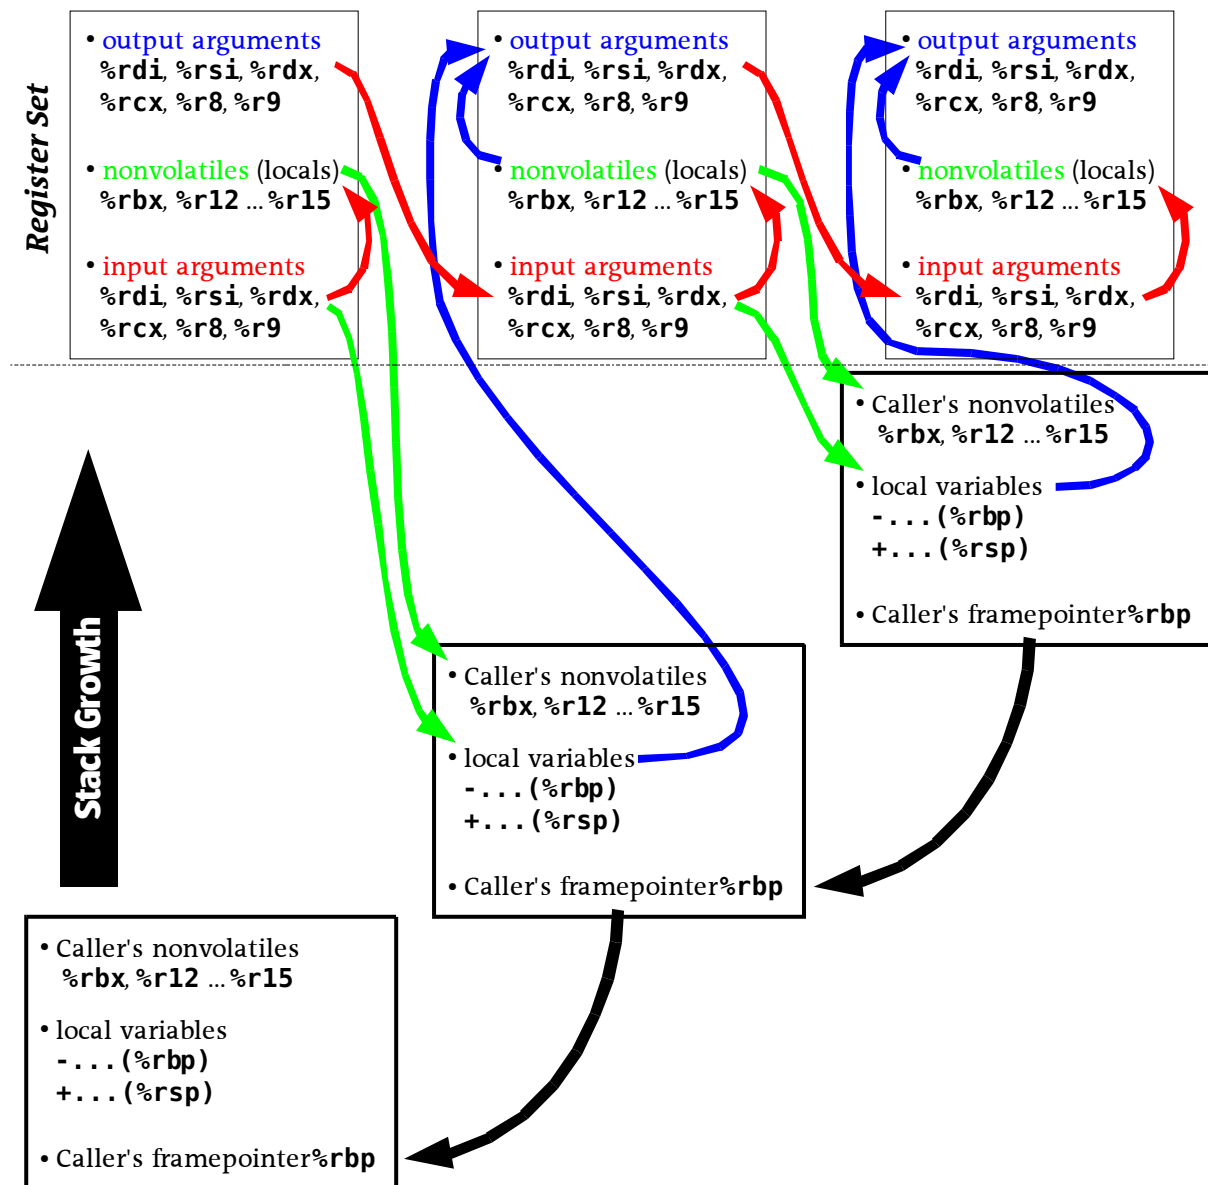 Register Set
• output arguments
%rdi, %rsi, %rdx,
%rcx, %r8, %r9
• nonvolatiles (locals)
%rbx, %r12 ... %r15
• input arguments
%rdi, %rsi, %rdx,
%rcx, %r8, %r9
• output arguments
%rdi, %rsi, %rdx,
%rcx, %r8, %r9
• nonvolatiles (locals)
%rbx, %r12 ... %r15
• input arguments
%rdi, %rsi, %rdx,
%rcx, %r8, %r9
• output arguments
%rdi, %rsi, %rdx,
%rcx, %r8, %r9
• nonvolatiles (locals)
%rbx, %r12 ... %r15
• input arguments
%rdi, %rsi, %rdx,
%rcx, %r8, %r9
• Caller's nonvolatiles
%rbx, %r12 ... %r15
• local variables
-...(%rbp)
+...(%rsp)
• Caller's framepointer%rbp
Stack Growth
• Caller's nonvolatiles
%rbx, %r12 ... %r15
• local variables
-...(%rbp)
+...(%rsp)
• Caller's framepointer%rbp
• Caller's nonvolatiles
%rbx, %r12 ... %r15
• local variables
-...(%rbp)
+...(%rsp)
• Caller's framepointer%rbp